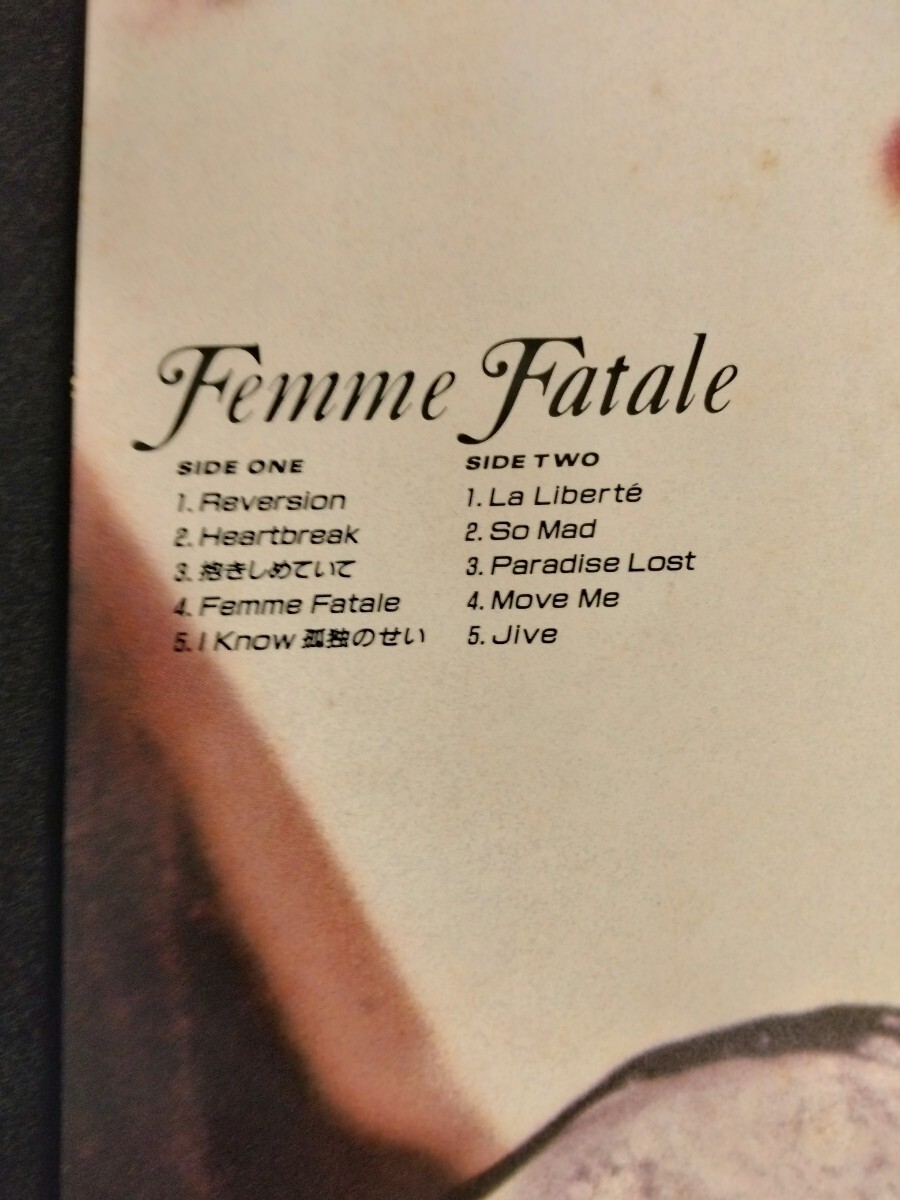 Femme Fatale
SIDE ONE
1. Reversion
2. Heartbreak
3. 抱きしめていて
4. Femme Fatale
5. I Know 孤独のせい
SIDE TWO
1. La Liberté
2. So Mad
3. Paradise Lost
4. Move Me
5. Jive